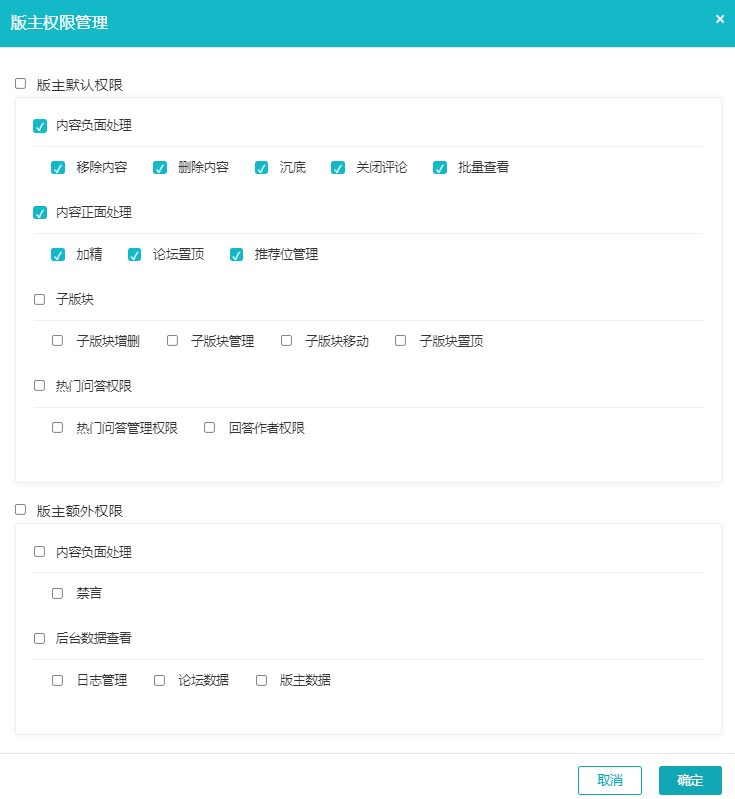 版主权限管理 ×
版主默认权限
内容负面处理
移除内容 删除内容 沉底 关闭评论 批量查看
内容正面处理
加精 论坛置顶 推荐位管理
子版块
子版块增删 子版块管理 子版块移动 子版块置顶
热门问答权限
热门问答管理权限 回答作者权限
版主额外权限
内容负面处理
禁言
后台数据查看
日志管理 论坛数据 版主数据
取消 确定